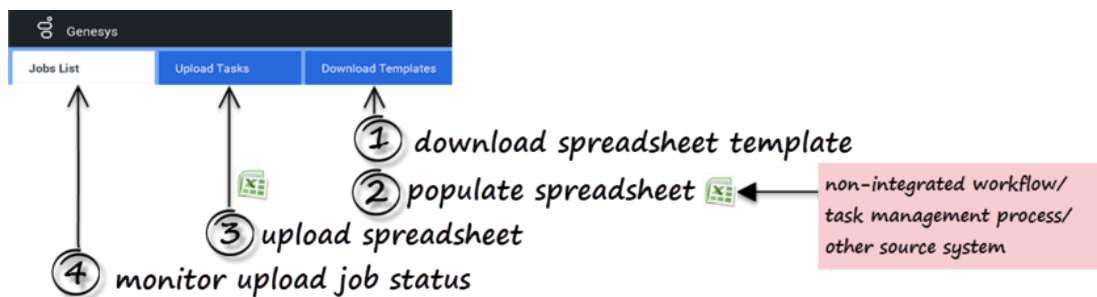 Genesys
Jobs List
Upload Tasks
Download Templates
1 download spreadsheet template
2 populate spreadsheet
non-integrated workflow/
task management process/
other source system
3 upload spreadsheet
4 monitor upload job status